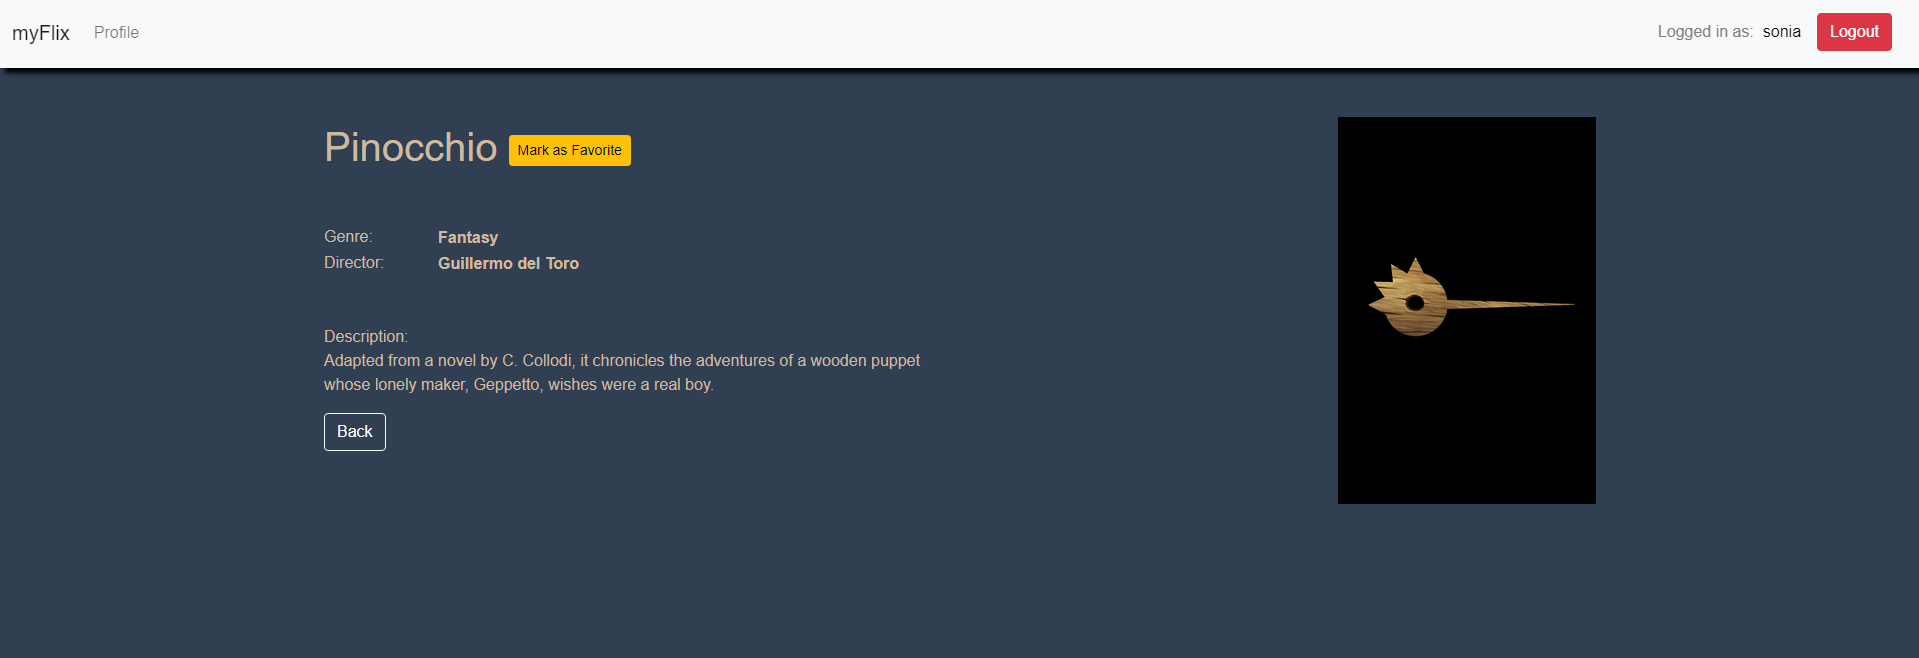 myFlix Profile Logged in as: sonia Logout
Pinocchio Mark as Favorite
Genre: Fantasy
Director: Guillermo del Toro
Description:
Adapted from a novel by C. Collodi, it chronicles the adventures of a wooden puppet
whose lonely maker, Geppetto, wishes were a real boy.
Back